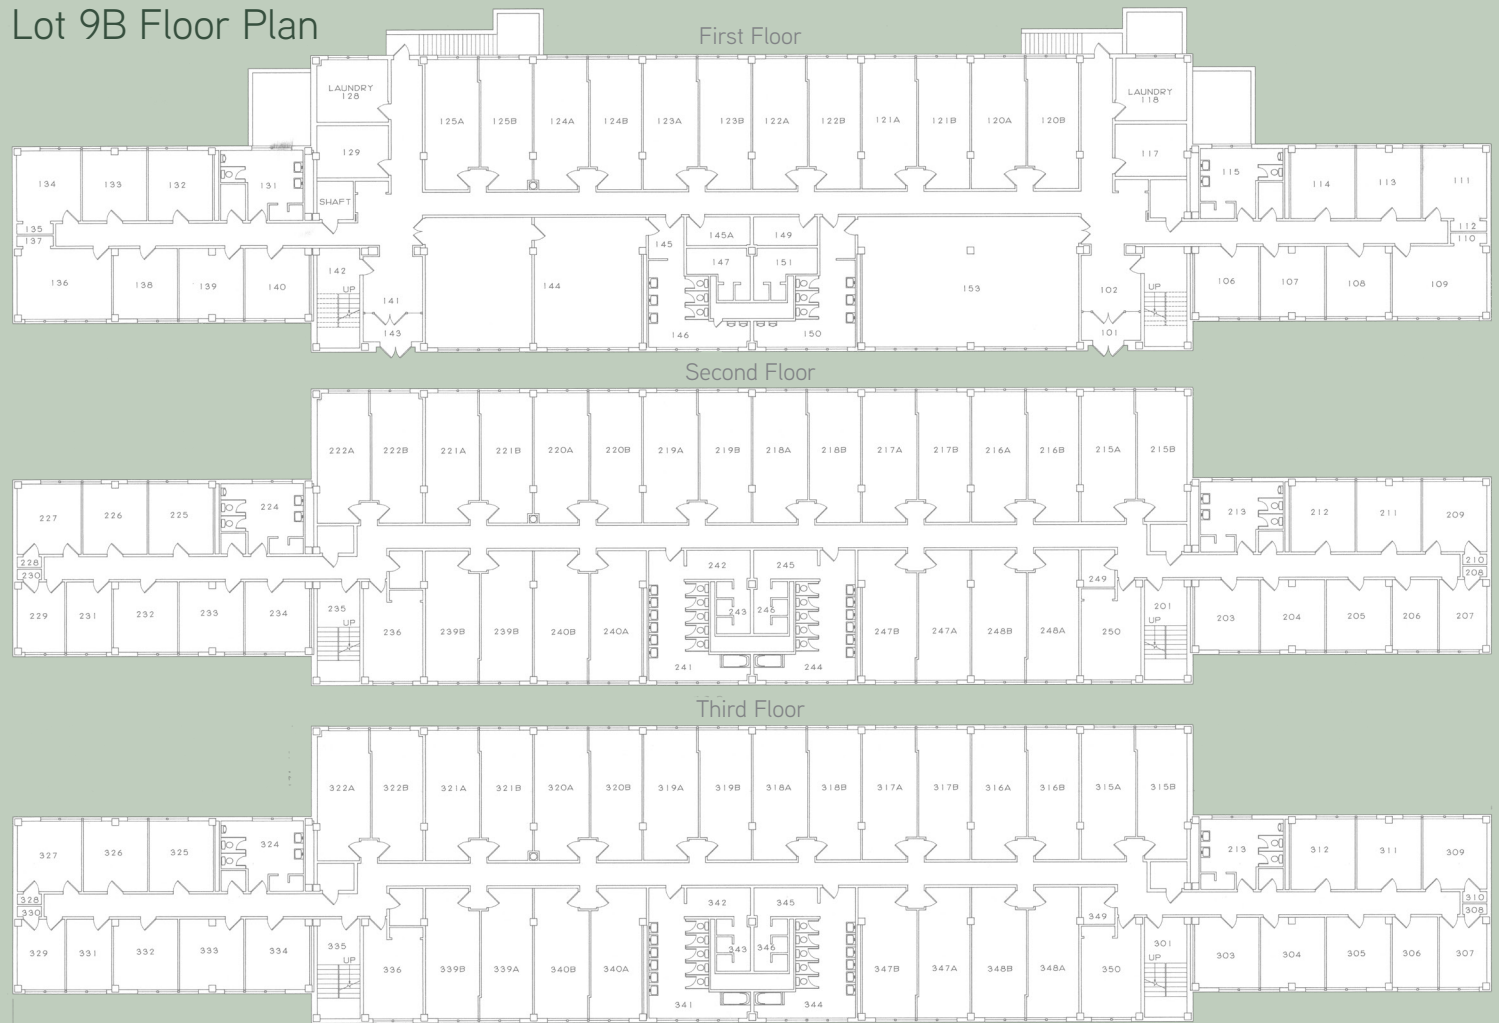 Lot 9B Floor Plan
First Floor
LAUNDRY
128
125A 125B 124A 124B 123A 123B 122A 122B 121A 121B 120A 120B
LAUNDRY
118
129
117
134 133 132 131
115 114 113 111
SHAFT
135
137
145 145A 149
112
110
147 151
136 138 139 140
142
UP
141
143
144
146
150
153
102
101
UP
106 107 108 109
Second Floor
222A 222B 221A 221B 220A 220B 219A 219B 218A 218B 217A 217B 216A 216B 215A 215B
227 226 225 224
213 212 211 209
228
230
242 245
249
210
208
229 231 232 233 234
235
UP
236 239B 239B 240B 240A
243 246
241 244
247B 247A 248B 248A 250
201
UP
203 204 205 206 207
Third Floor
322A 322B 321A 321B 320A 320B 319A 319B 318A 318B 317A 317B 316A 316B 315A 315B
327 326 325 324
213 312 311 309
328
330
342 345
349
310
308
329 331 332 333 334
335
UP
336 339B 339A 340B 340A
343 346
341 344
347B 347A 348B 348A 350
301
UP
303 304 305 306 307